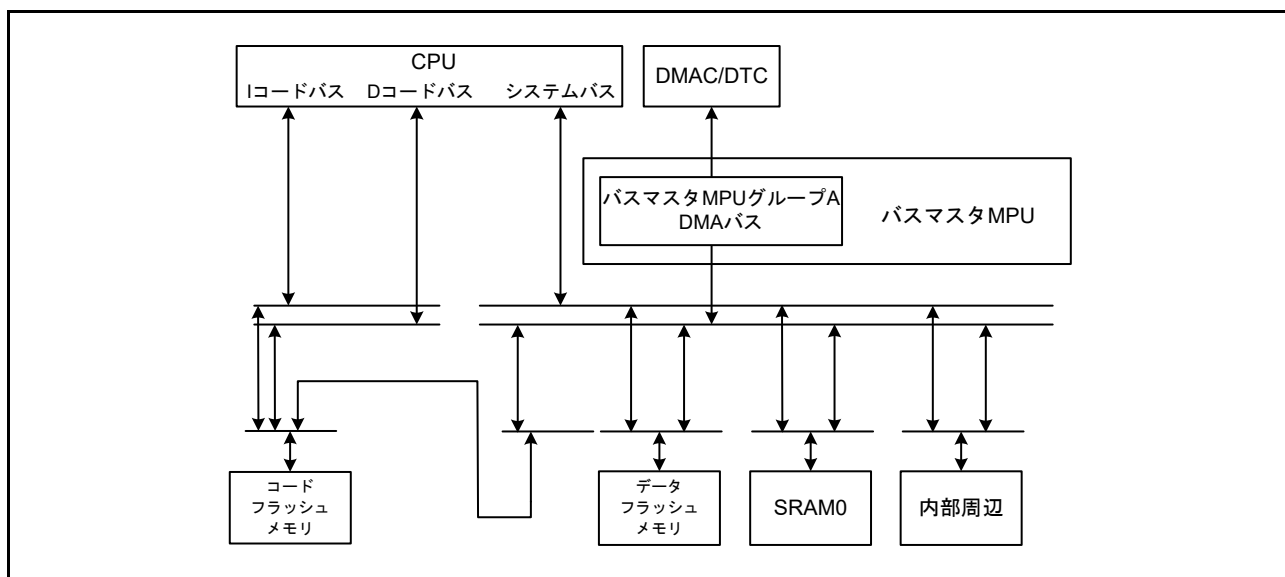 CPU
Iコードバス Dコードバス システムバス
DMAC/DTC
バスマスタMPUグループA
DMAバス
バスマスタMPU
コード
フラッシュ
メモリ
データ
フラッシュ
メモリ
SRAM0
内部周辺